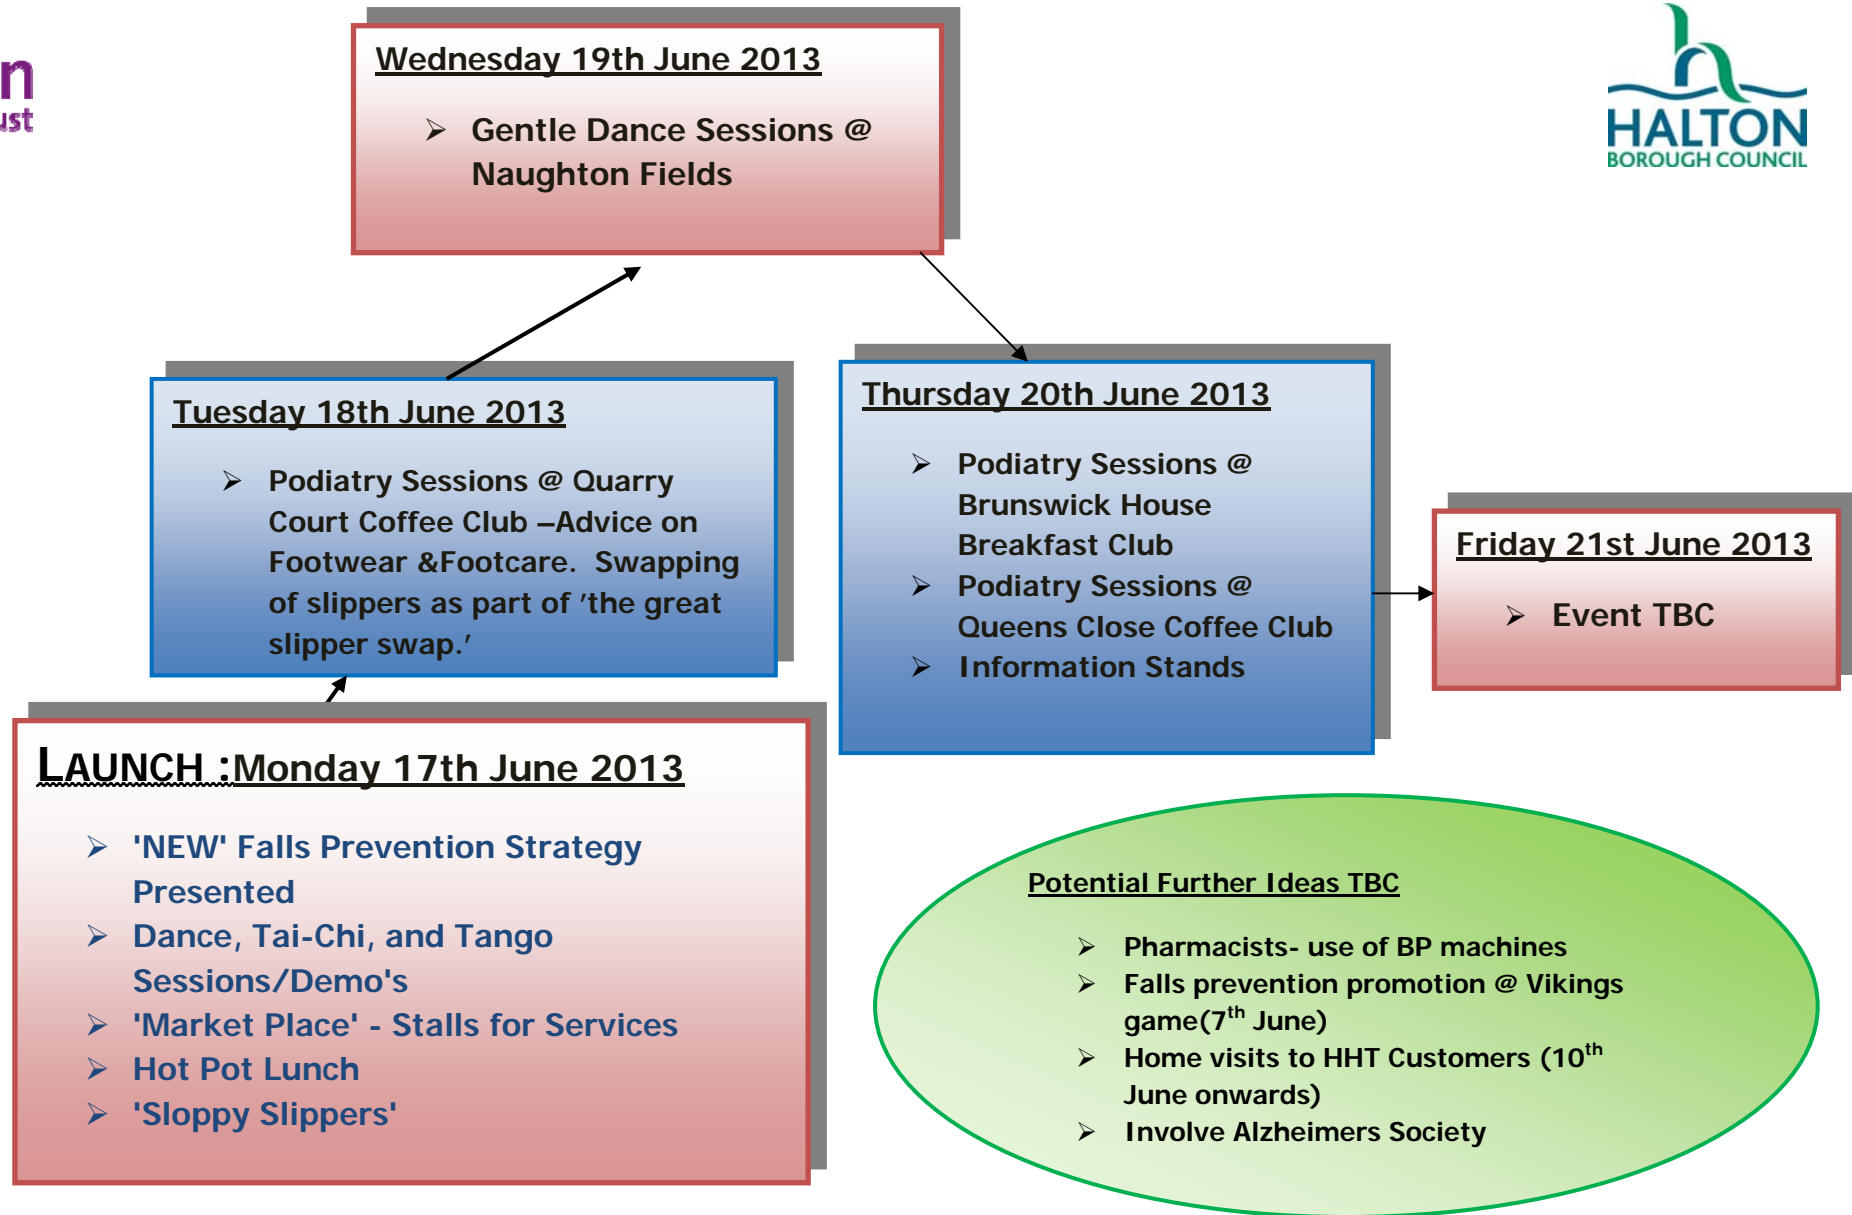 n
ust
HALTON
BOROUGH COUNCIL
Wednesday 19th June 2013
➢ Gentle Dance Sessions @
Naughton Fields
Tuesday 18th June 2013
➢ Podiatry Sessions @ Quarry
Court Coffee Club –Advice on
Footwear &Footcare.  Swapping
of slippers as part of ’the great
slipper swap.’
Thursday 20th June 2013
➢ Podiatry Sessions @
Brunswick House
Breakfast Club
➢ Podiatry Sessions @
Queens Close Coffee Club
➢ Information Stands
Friday 21st June 2013
➢ Event TBC
LAUNCH :Monday 17th June 2013
➢ 'NEW' Falls Prevention Strategy
Presented
➢ Dance, Tai-Chi, and Tango
Sessions/Demo's
➢ 'Market Place' - Stalls for Services
➢ Hot Pot Lunch
➢ 'Sloppy Slippers'
Potential Further Ideas TBC
➢ Pharmacists- use of BP machines
➢ Falls prevention promotion @ Vikings
game(7th June)
➢ Home visits to HHT Customers (10th
June onwards)
➢ Involve Alzheimers Society